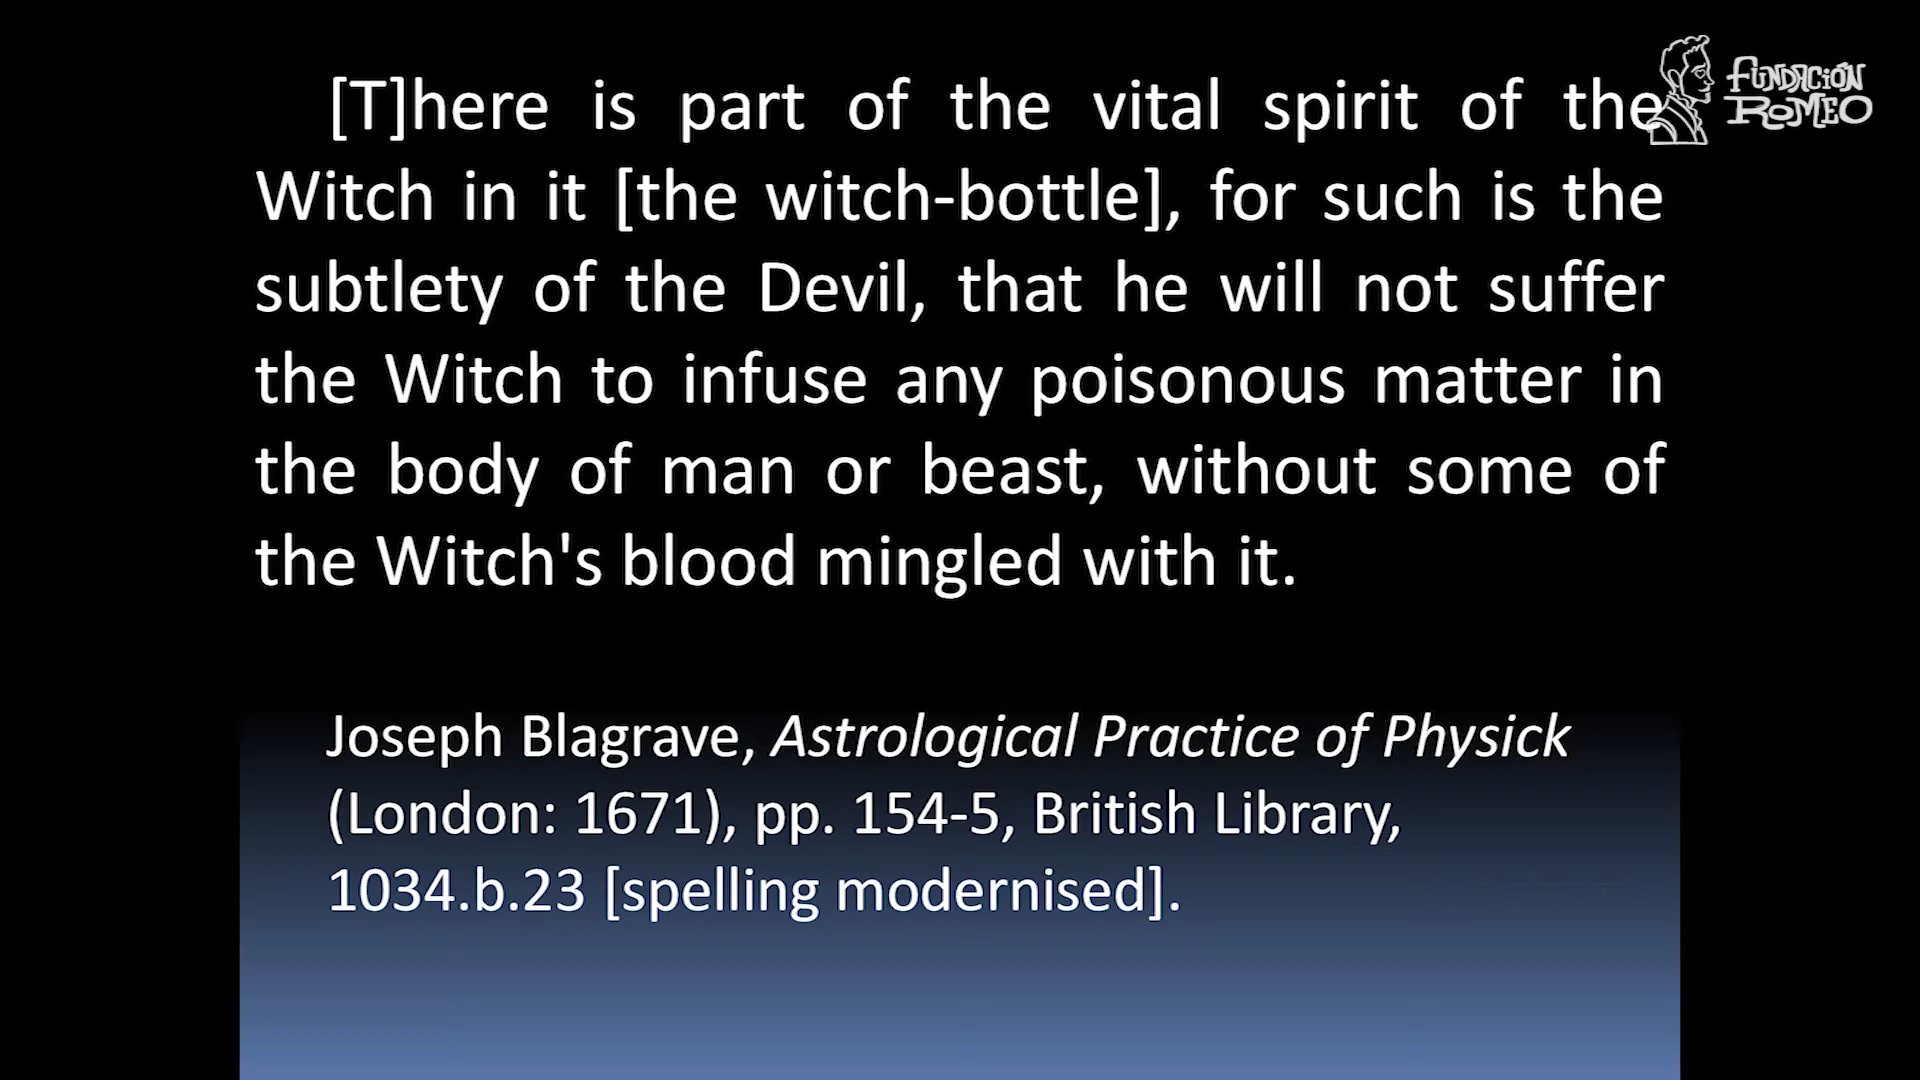 [T]here is part of the vital spirit of the
Witch in it [the witch-bottle], for such is the
subtlety of the Devil, that he will not suffer
the Witch to infuse any poisonous matter in
the body of man or beast, without some of
the Witch's blood mingled with it.
Joseph Blagrave, Astrological Practice of Physick
(London: 1671), pp. 154-5, British Library,
1034.b.23 [spelling modernised].
FUNDACIÓN
ROMEO